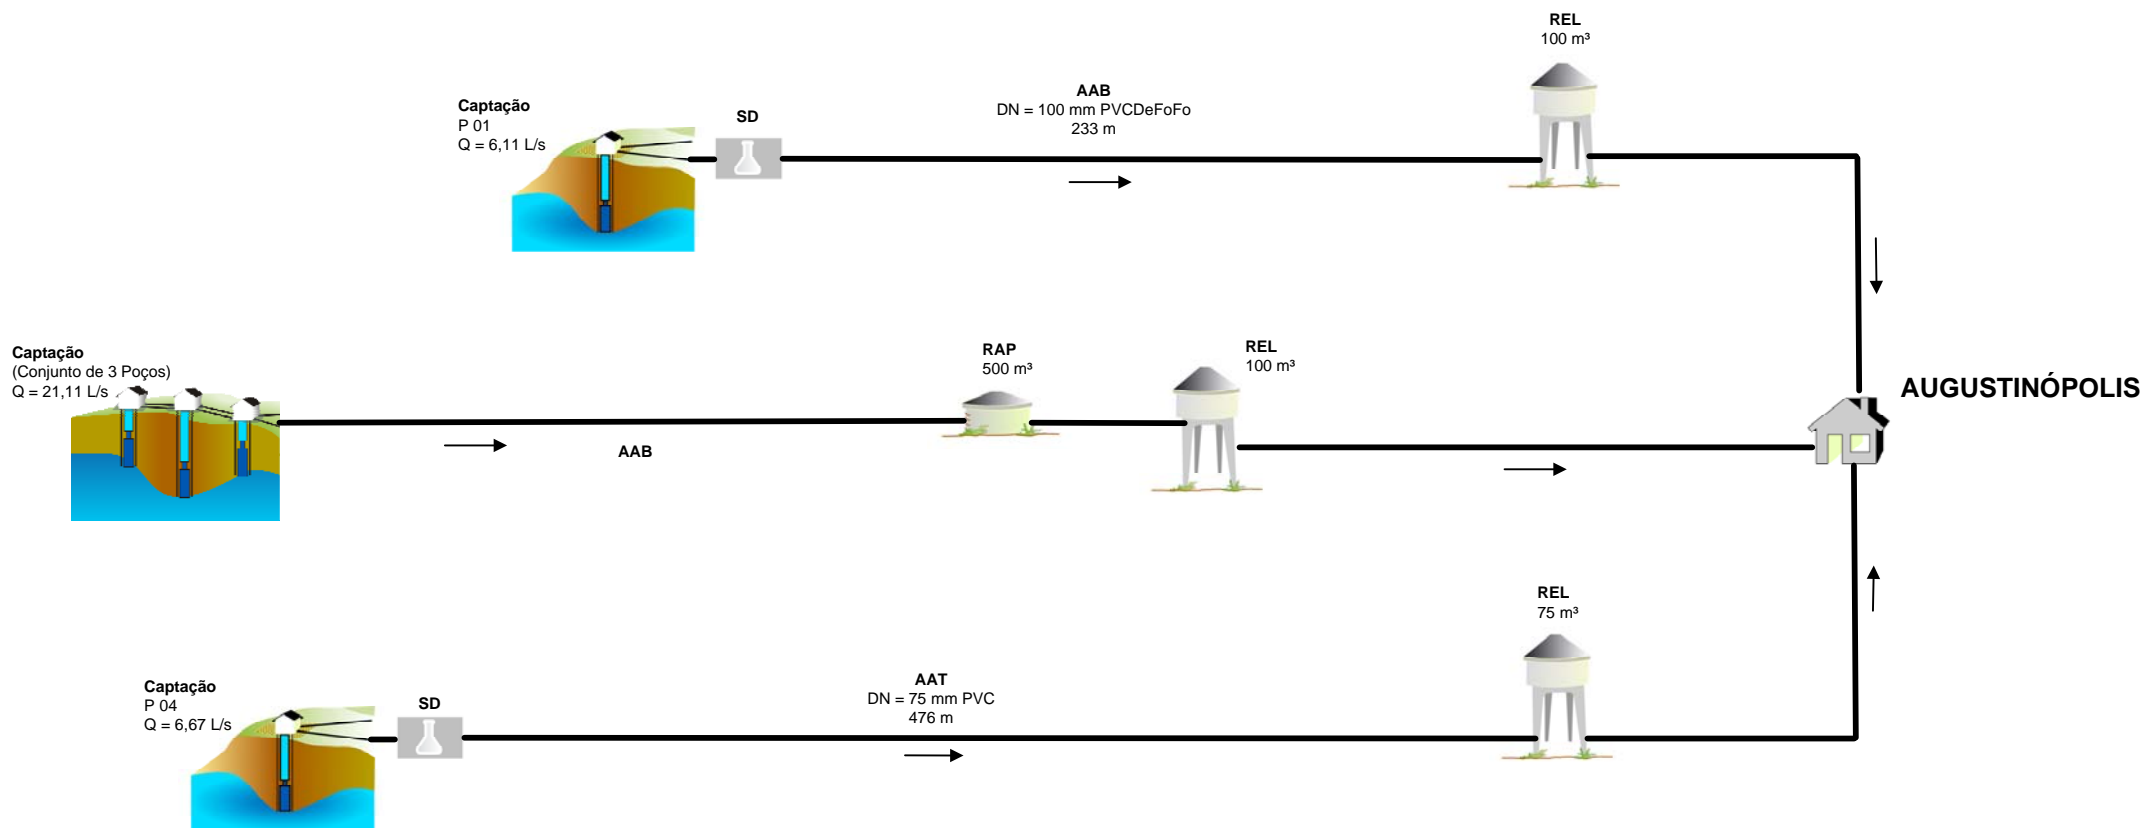 REL
100 m³
AAB
DN = 100 mm PVCDeFoFo
233 m
Captação
P 01
Q = 6,11 L/s
SD
Captação
(Conjunto de 3 Poços)
Q = 21,11 L/s
RAP
500 m³
REL
100 m³
AUGUSTINÓPOLIS
AAB
REL
75 m³
AAT
DN = 75 mm PVC
476 m
Captação
P 04
Q = 6,67 L/s
SD